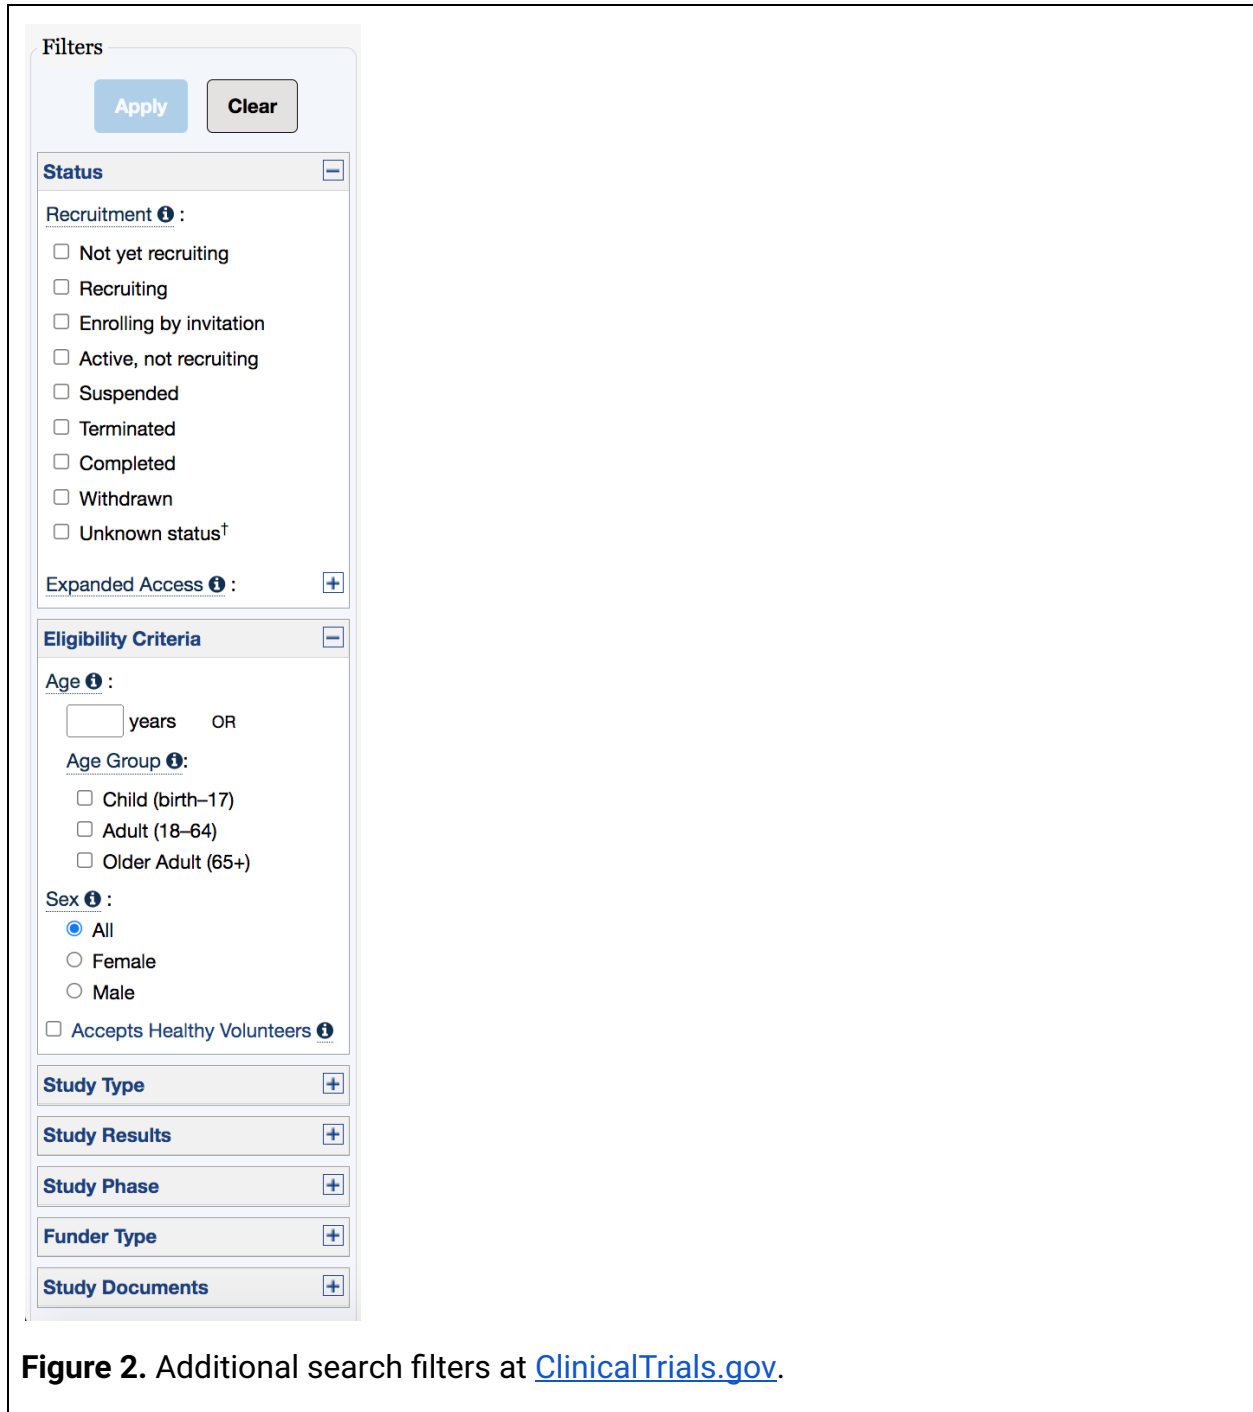 Filters
Apply Clear
Status
Recruitment :
Not yet recruiting
Recruiting
Enrolling by invitation
Active, not recruiting
Suspended
Terminated
Completed
Withdrawn
Unknown status†
Expanded Access :
Eligibility Criteria
Age :
years OR
Age Group :
Child (birth–17)
Adult (18–64)
Older Adult (65+)
Sex :
All
Female
Male
Accepts Healthy Volunteers
Study Type
Study Results
Study Phase
Funder Type
Study Documents
Figure 2. Additional search filters at ClinicalTrials.gov.